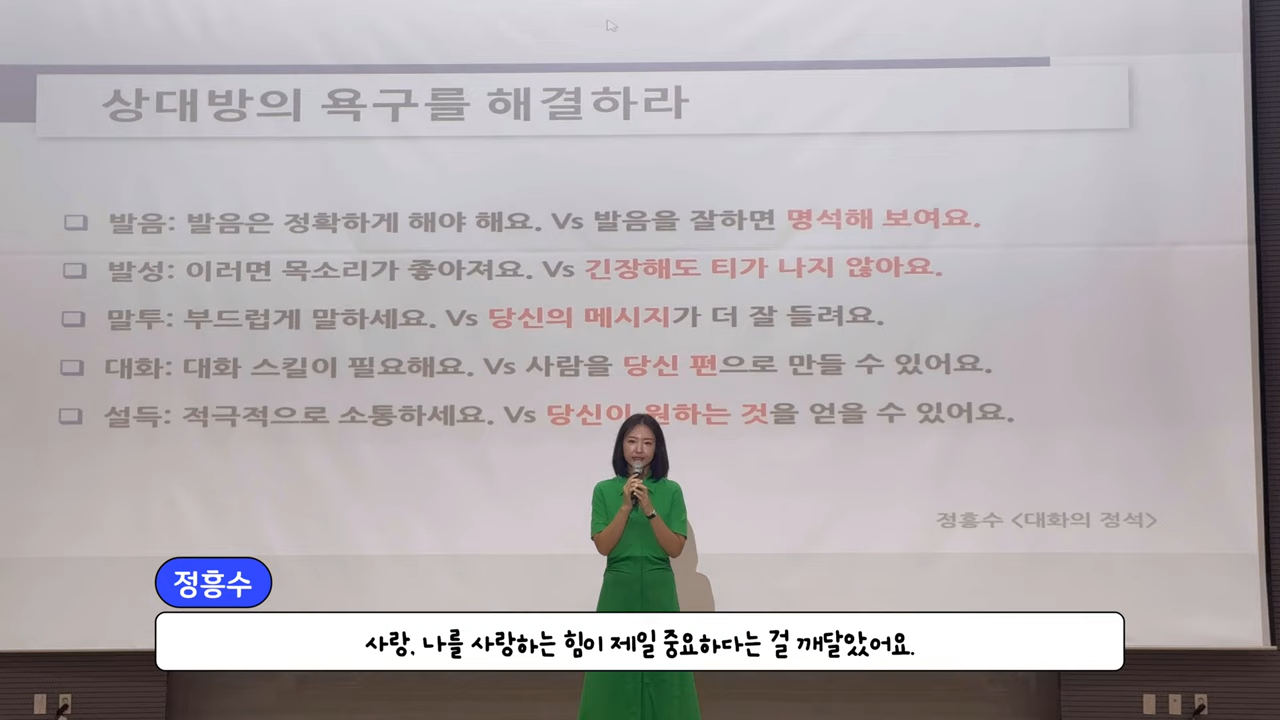 상대방의 욕구를 해결하라
발음: 발음은 정확하게 해야 해요. Vs 발음을 잘하면 명석해 보여요.
발성: 이러면 목소리가 좋아져요. Vs 긴장해도 티가 나지 않아요.
말투: 부드럽게 말하세요. Vs 당신의 메시지가 더 잘 들려요.
대화: 대화 스킬이 필요해요. Vs 사람을 당신 편으로 만들 수 있어요.
설득: 적극적으로 소통하세요. Vs 당신이 원하는 것을 얻을 수 있어요.
정흥수 <대화의 정석>
정흥수
사랑, 나를 사랑하는 힘이 제일 중요하다는 걸 깨달았어요.